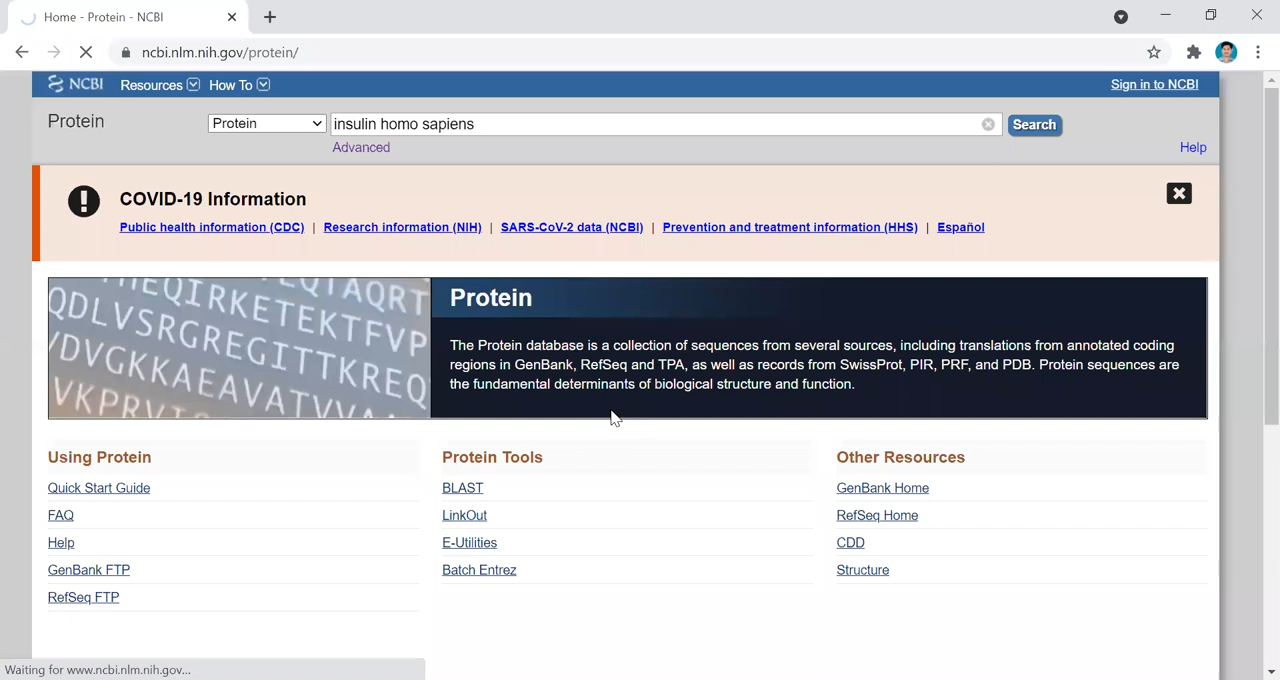 Home - Protein - NCBI
ncbi.nlm.nih.gov/protein/
NCBI Resources How To Sign in to NCBI
Protein Protein insulin homo sapiens Search
Advanced Help
COVID-19 Information
Public health information (CDC) | Research information (NIH) | SARS-CoV-2 data (NCBI) | Prevention and treatment information (HHS) | Español
HEQIRKETEKTFVP
QDLVSRGREGITTKREQ
VDVGKKAEAVATVVA
VKPRV
Protein
The Protein database is a collection of sequences from several sources, including translations from annotated coding
regions in GenBank, RefSeq and TPA, as well as records from SwissProt, PIR, PRF, and PDB. Protein sequences are
the fundamental determinants of biological structure and function.
Using Protein
Quick Start Guide
FAQ
Help
GenBank FTP
RefSeq FTP
Protein Tools
BLAST
LinkOut
E-Utilities
Batch Entrez
Other Resources
GenBank Home
RefSeq Home
CDD
Structure
Waiting for www.ncbi.nlm.nih.gov...